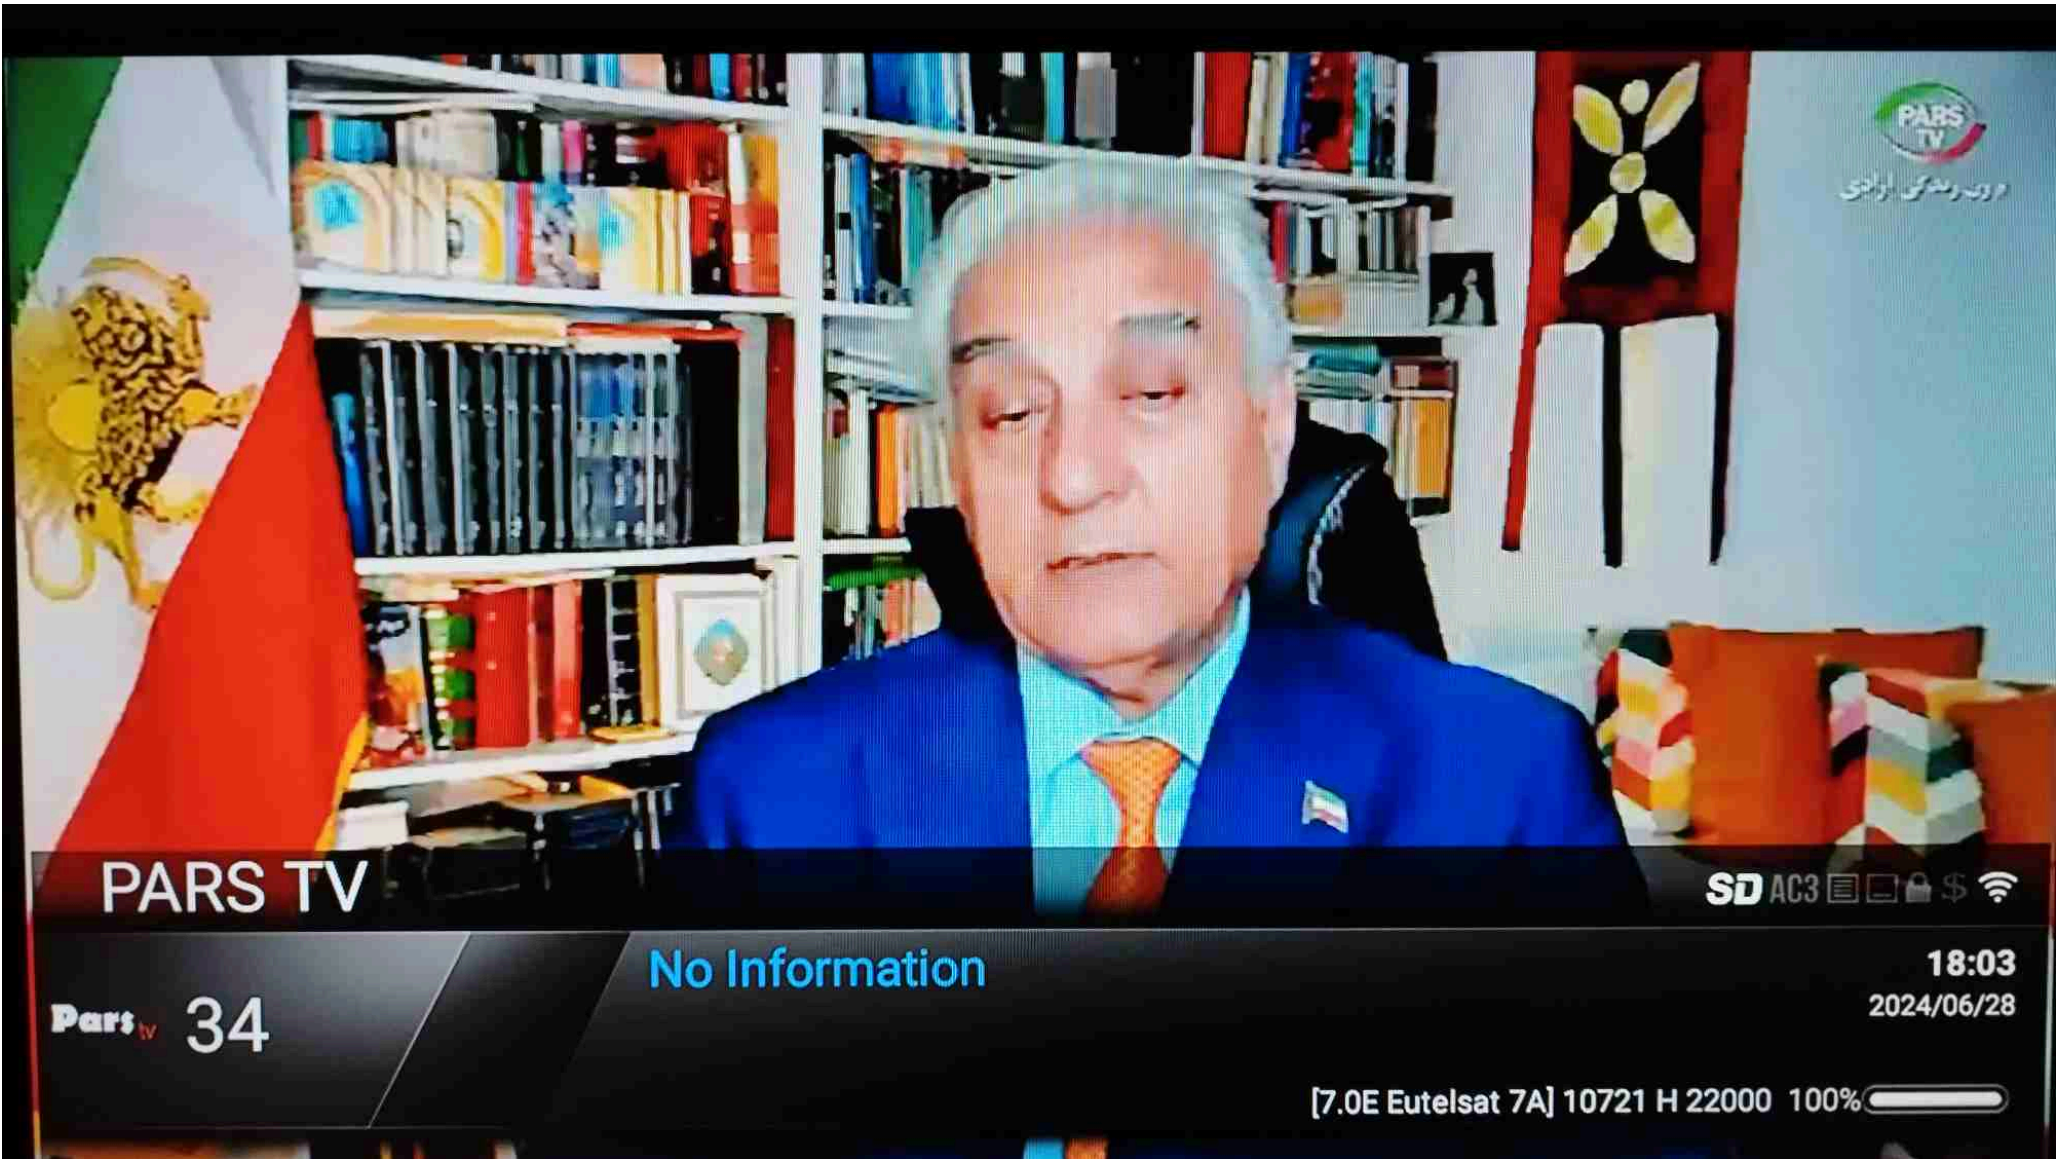 PARS
TV
PARS TV
SD AC3 $
No Information
18:03
2024/06/28
Pars tv 34
[7.0E Eutelsat 7A] 10721 H 22000 100%